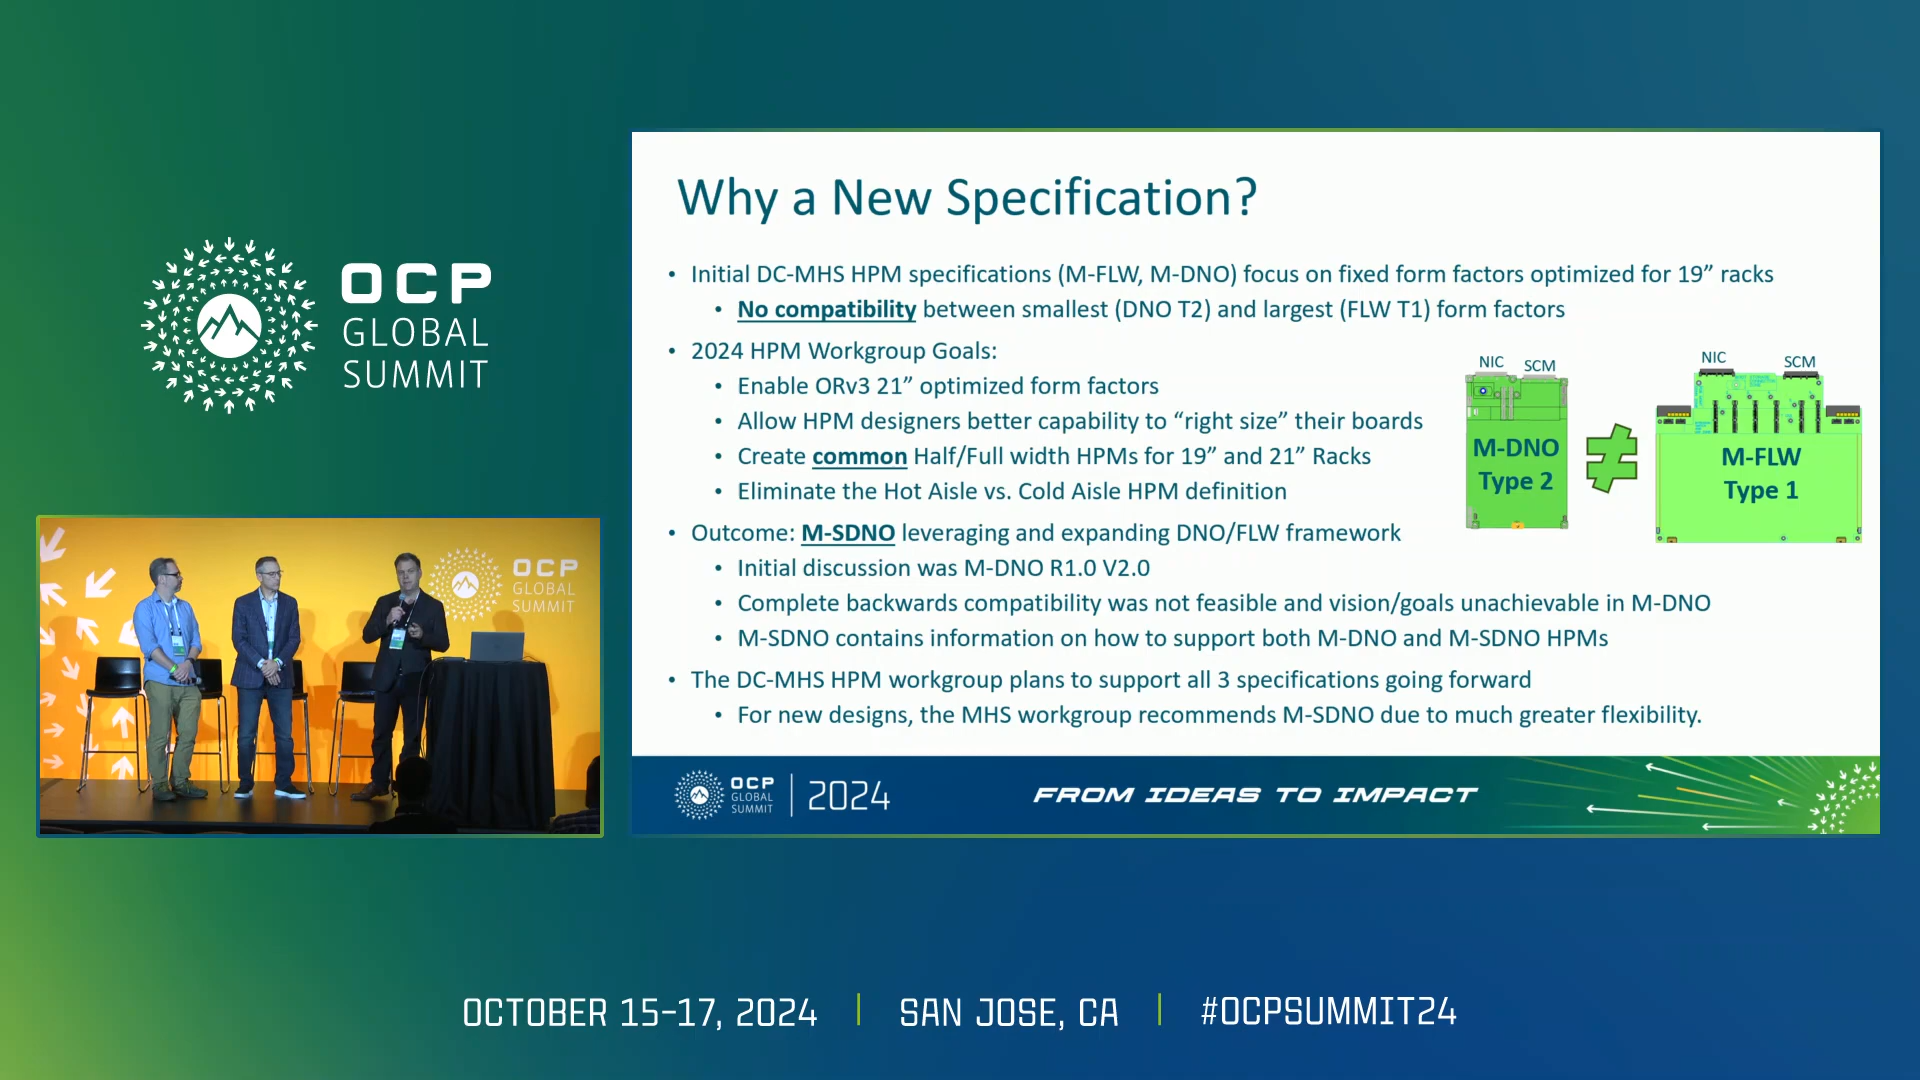 OCP
GLOBAL
SUMMIT
Why a New Specification?
• Initial DC-MHS HPM specifications (M-FLW, M-DNO) focus on fixed form factors optimized for 19” racks
• No compatibility between smallest (DNO T2) and largest (FLW T1) form factors
• 2024 HPM Workgroup Goals:
• Enable ORv3 21” optimized form factors
• Allow HPM designers better capability to “right size” their boards
• Create common Half/Full width HPMs for 19” and 21” Racks
• Eliminate the Hot Aisle vs. Cold Aisle HPM definition
• Outcome: M-SDNO leveraging and expanding DNO/FLW framework
• Initial discussion was M-DNO R1.0 V2.0
• Complete backwards compatibility was not feasible and vision/goals unachievable in M-DNO
• M-SDNO contains information on how to support both M-DNO and M-SDNO HPMs
• The DC-MHS HPM workgroup plans to support all 3 specifications going forward
• For new designs, the MHS workgroup recommends M-SDNO due to much greater flexibility.
NIC SCM
M-DNO
Type 2
≠
NIC SCM
M-FLW
Type 1
OCP
GLOBAL
SUMMIT
2024
FROM IDEAS TO IMPACT
OCP
GLOBAL
SUMMIT
OCTOBER 15-17, 2024 | SAN JOSE, CA | #OCPSUMMIT24